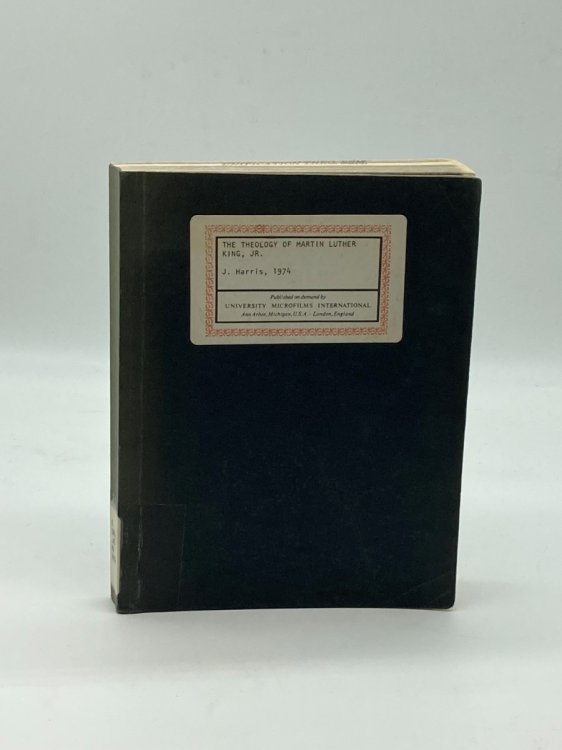 THE THEOLOGY OF MARTIN LUTHER
KING, JR.
J. Harris, 1974
Published on demand by
UNIVERSITY MICROFILMS INTERNATIONAL
Ann Arbor, Michigan, U.S.A. - London, England